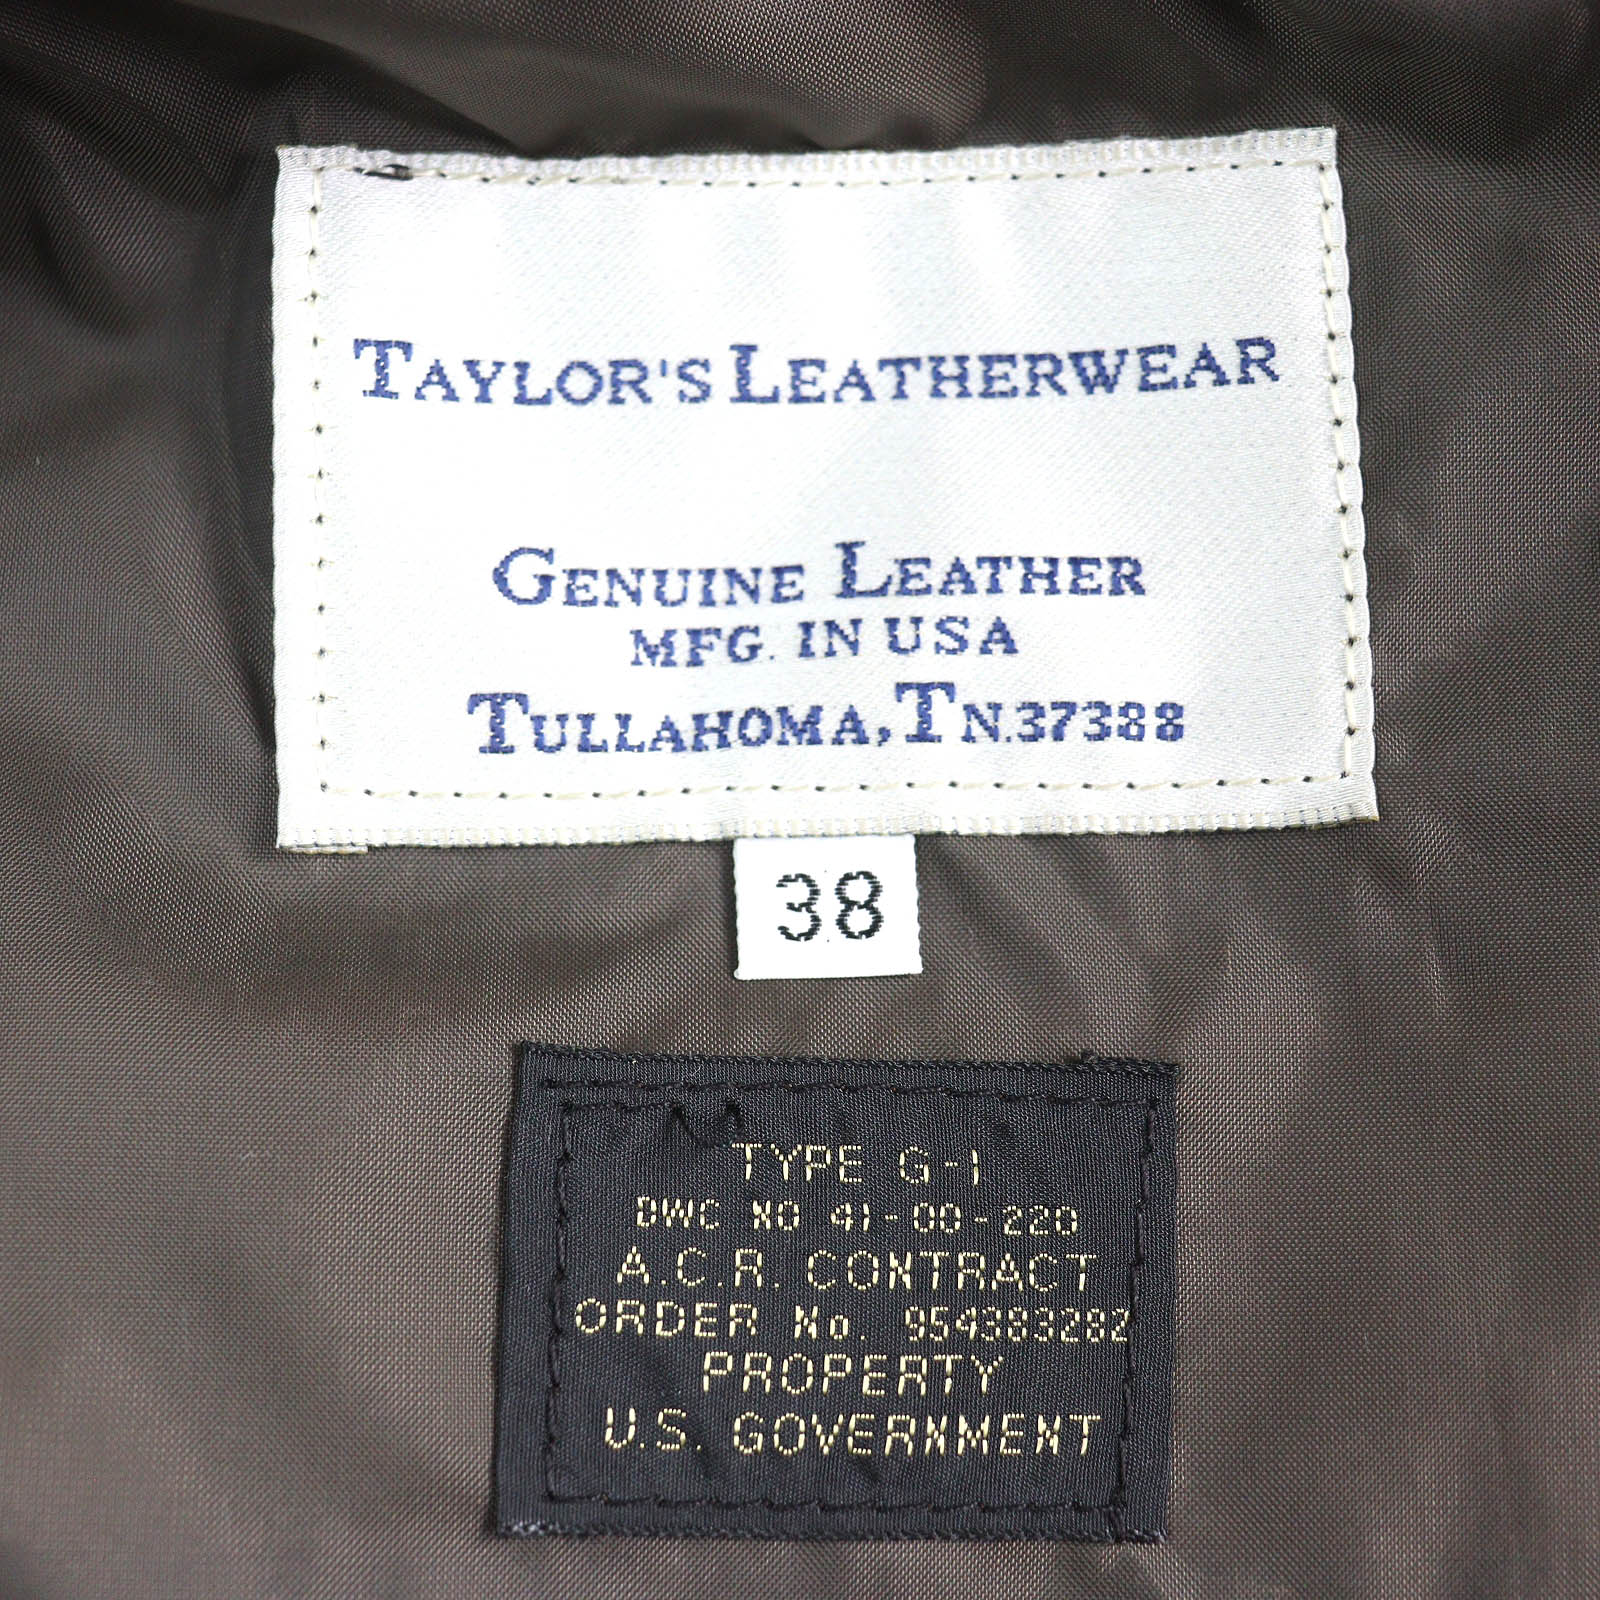 TAYLOR'S LEATHERWEAR
GENUINE LEATHER
MFG. IN USA
TULLAHOMA, TN.37388
38
TYPE G-1
DWC NO 41-00-220
A.C.R. CONTRACT
ORDER No. 954383282
PROPERTY
U.S. GOVERNMENT